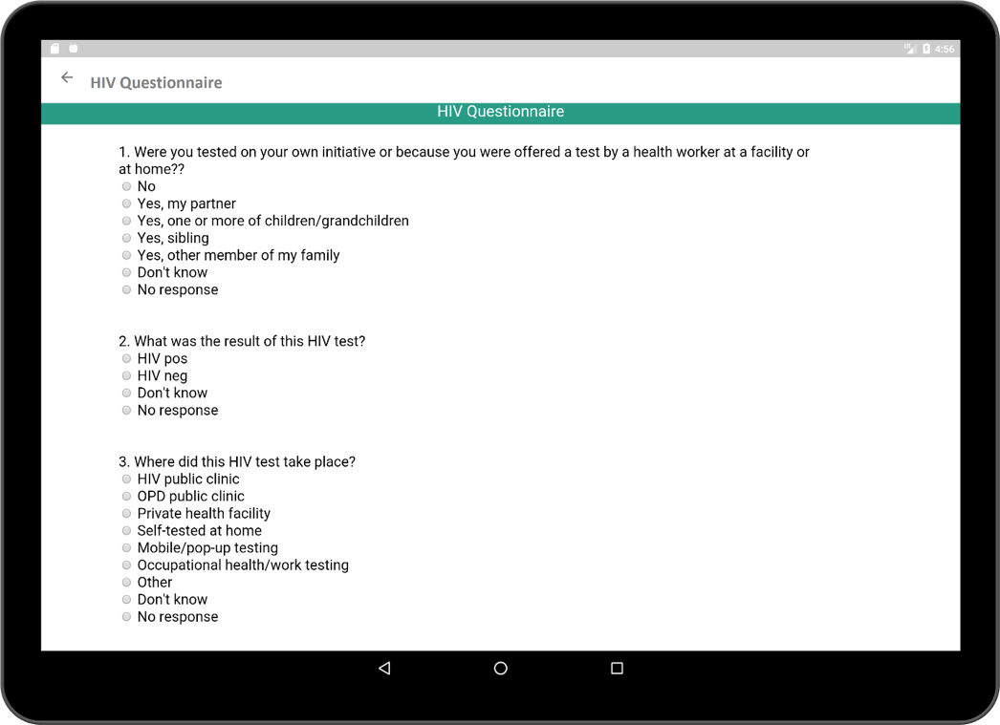 4:56
HIV Questionnaire
HIV Questionnaire
1. Were you tested on your own initiative or because you were offered a test by a health worker at a facility or
at home??
No
Yes, my partner
Yes, one or more of children/grandchildren
Yes, sibling
Yes, other member of my family
Don't know
No response
2. What was the result of this HIV test?
HIV pos
HIV neg
Don't know
No response
3. Where did this HIV test take place?
HIV public clinic
OPD public clinic
Private health facility
Self-tested at home
Mobile/pop-up testing
Occupational health/work testing
Other
Don't know
No response